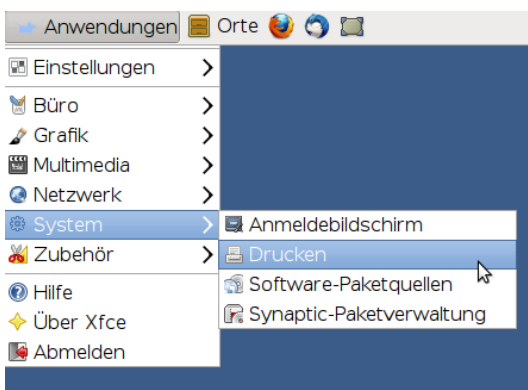 Anwendungen Orte
Einstellungen
Büro
Grafik
Multimedia
Netzwerk
System
Zubehör
Hilfe
Über Xfce
Abmelden
Anmeldebildschirm
Drucken
Software-Paketquellen
Synaptic-Paketverwaltung